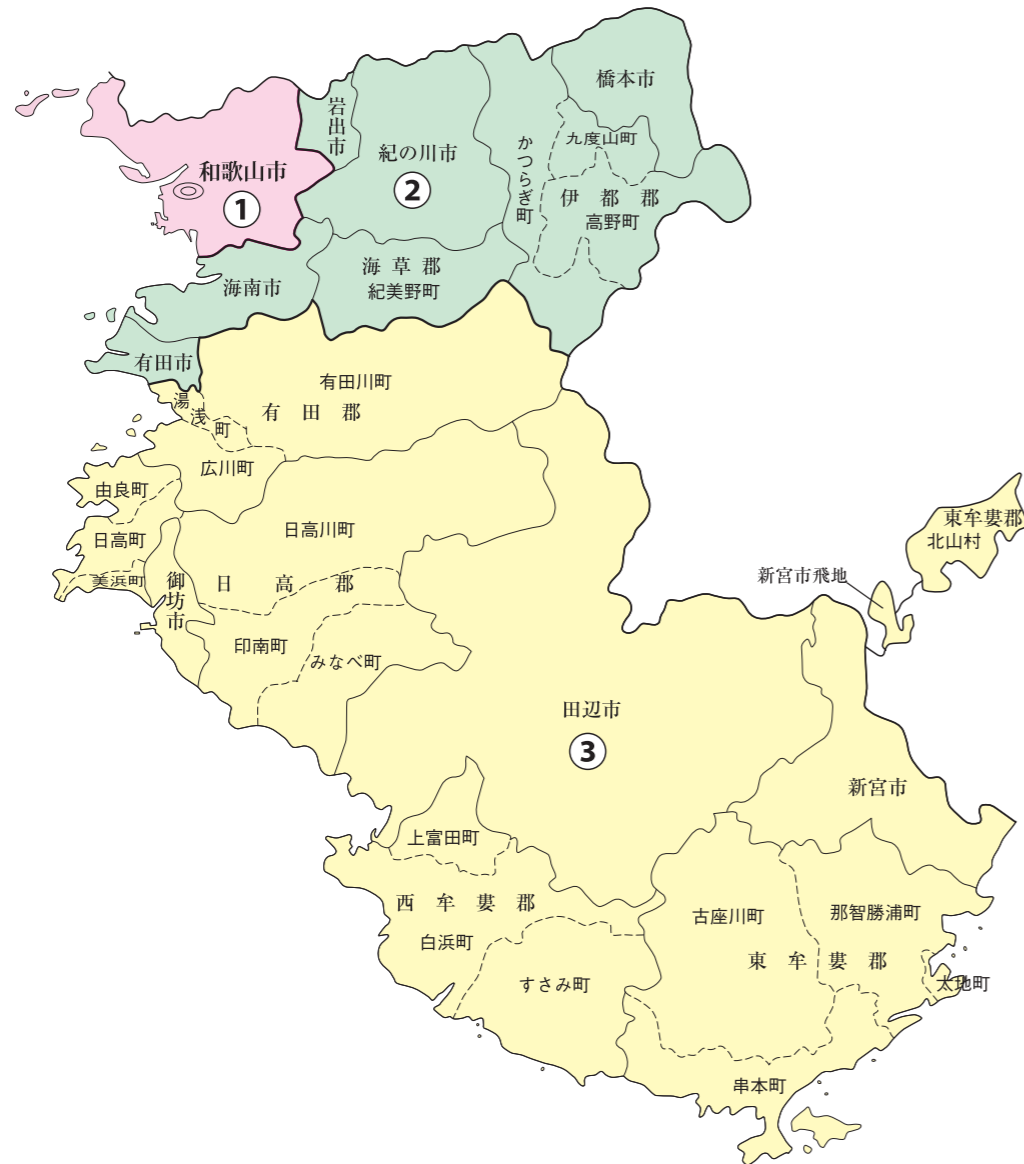 橋本市
岩出市
九度山町
紀の川市
②
かつらぎ町
和歌山市
①
伊都郡
高野町
海草郡
紀美野町
海南市
有田市
有田川町
湯浅町
有田郡
広川町
由良町
日高川町
日高町
美浜町
御坊市
日高郡
印南町
みなべ町
東牟婁郡
北山村
新宮市飛地
田辺市
③
新宮市
上富田町
西牟婁郡
白浜町
すさみ町
古座川町
那智勝浦町
東牟婁郡
太地町
串本町